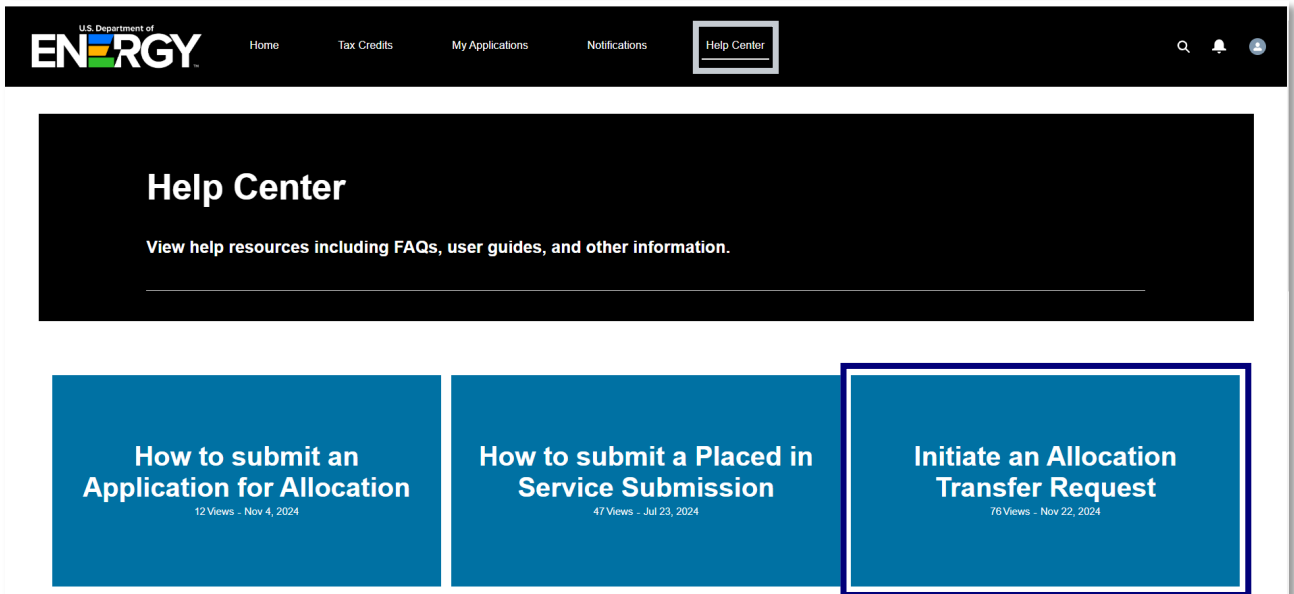 U.S. Department of
ENERGY
Home
Tax Credits
My Applications
Notifications
Help Center
Help Center
View help resources including FAQs, user guides, and other information.
How to submit an
Application for Allocation
12 Views - Nov 4, 2024
How to submit a Placed in
Service Submission
47 Views - Jul 23, 2024
Initiate an Allocation
Transfer Request
76 Views - Nov 22, 2024